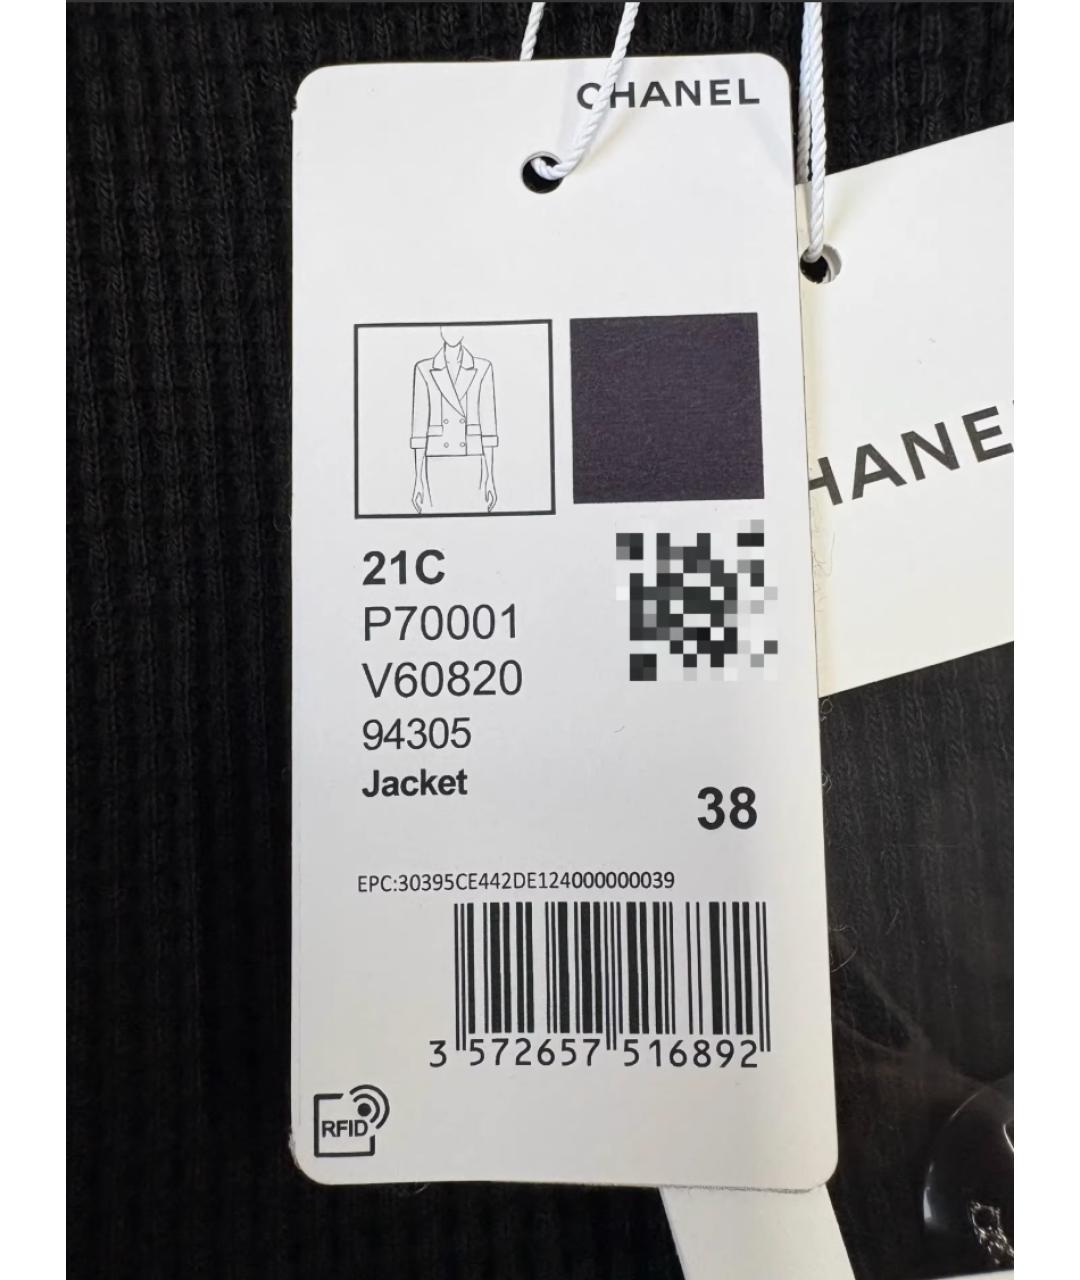 CHANEL
HANE
21C
P70001
V60820
94305
Jacket
38
EPC:30395CE442DE124000000039
3 572657 516892
RFID